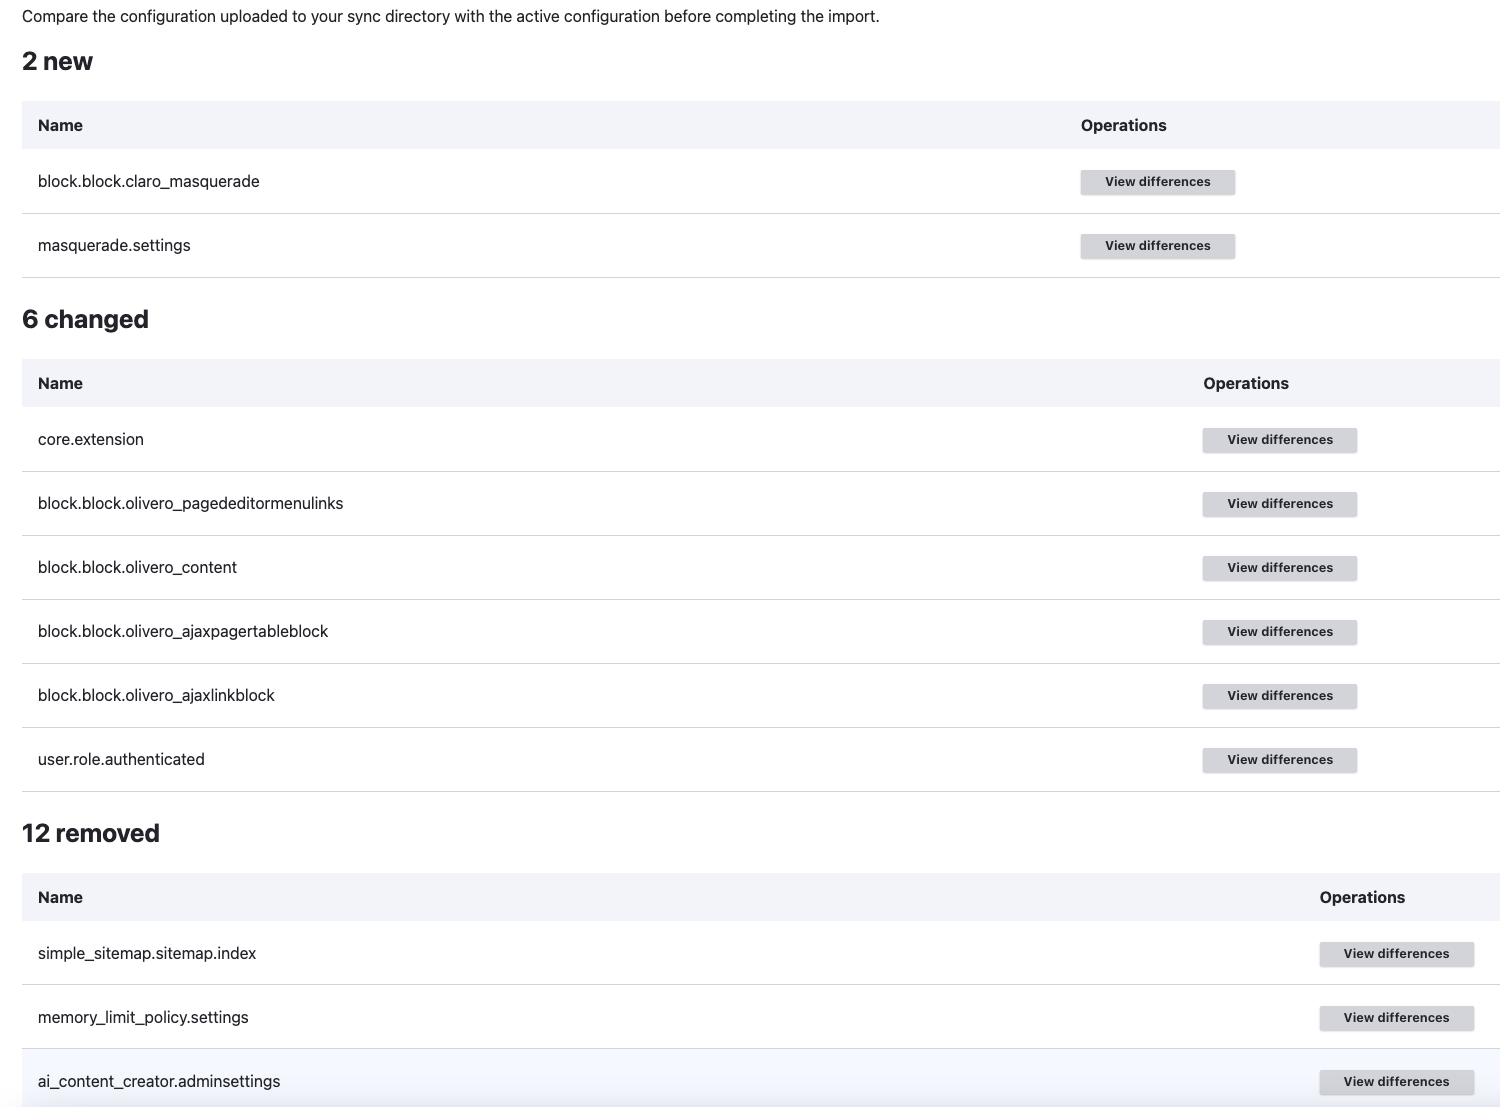 Compare the configuration uploaded to your sync directory with the active configuration before completing the import.
2 new
Name Operations
block.block.claro_masquerade View differences
masquerade.settings View differences
6 changed
Name Operations
core.extension View differences
block.block.olivero_pagededitormenulinks View differences
block.block.olivero_content View differences
block.block.olivero_ajaxpagertableblock View differences
block.block.olivero_ajaxlinkblock View differences
user.role.authenticated View differences
12 removed
Name Operations
simple_sitemap.sitemap.index View differences
memory_limit_policy.settings View differences
ai_content_creator.adminsettings View differences